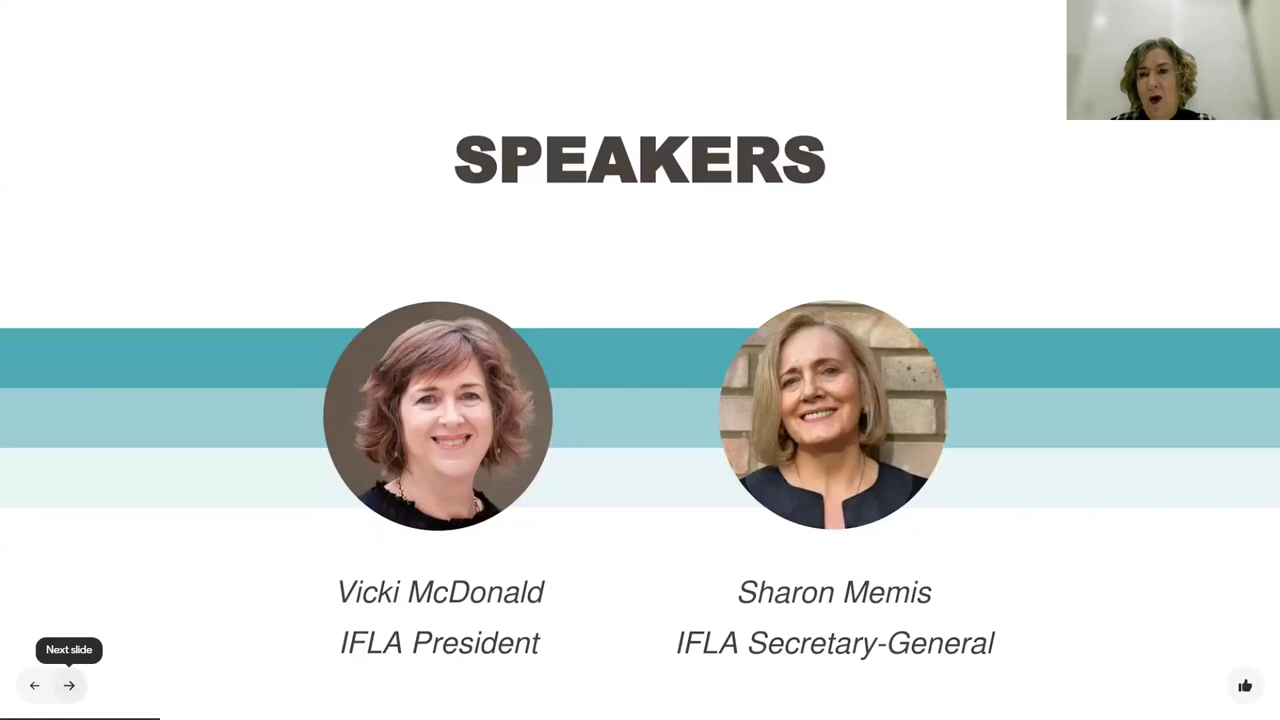 SPEAKERS
Vicki McDonald
IFLA President
Sharon Memis
IFLA Secretary-General
Next slide